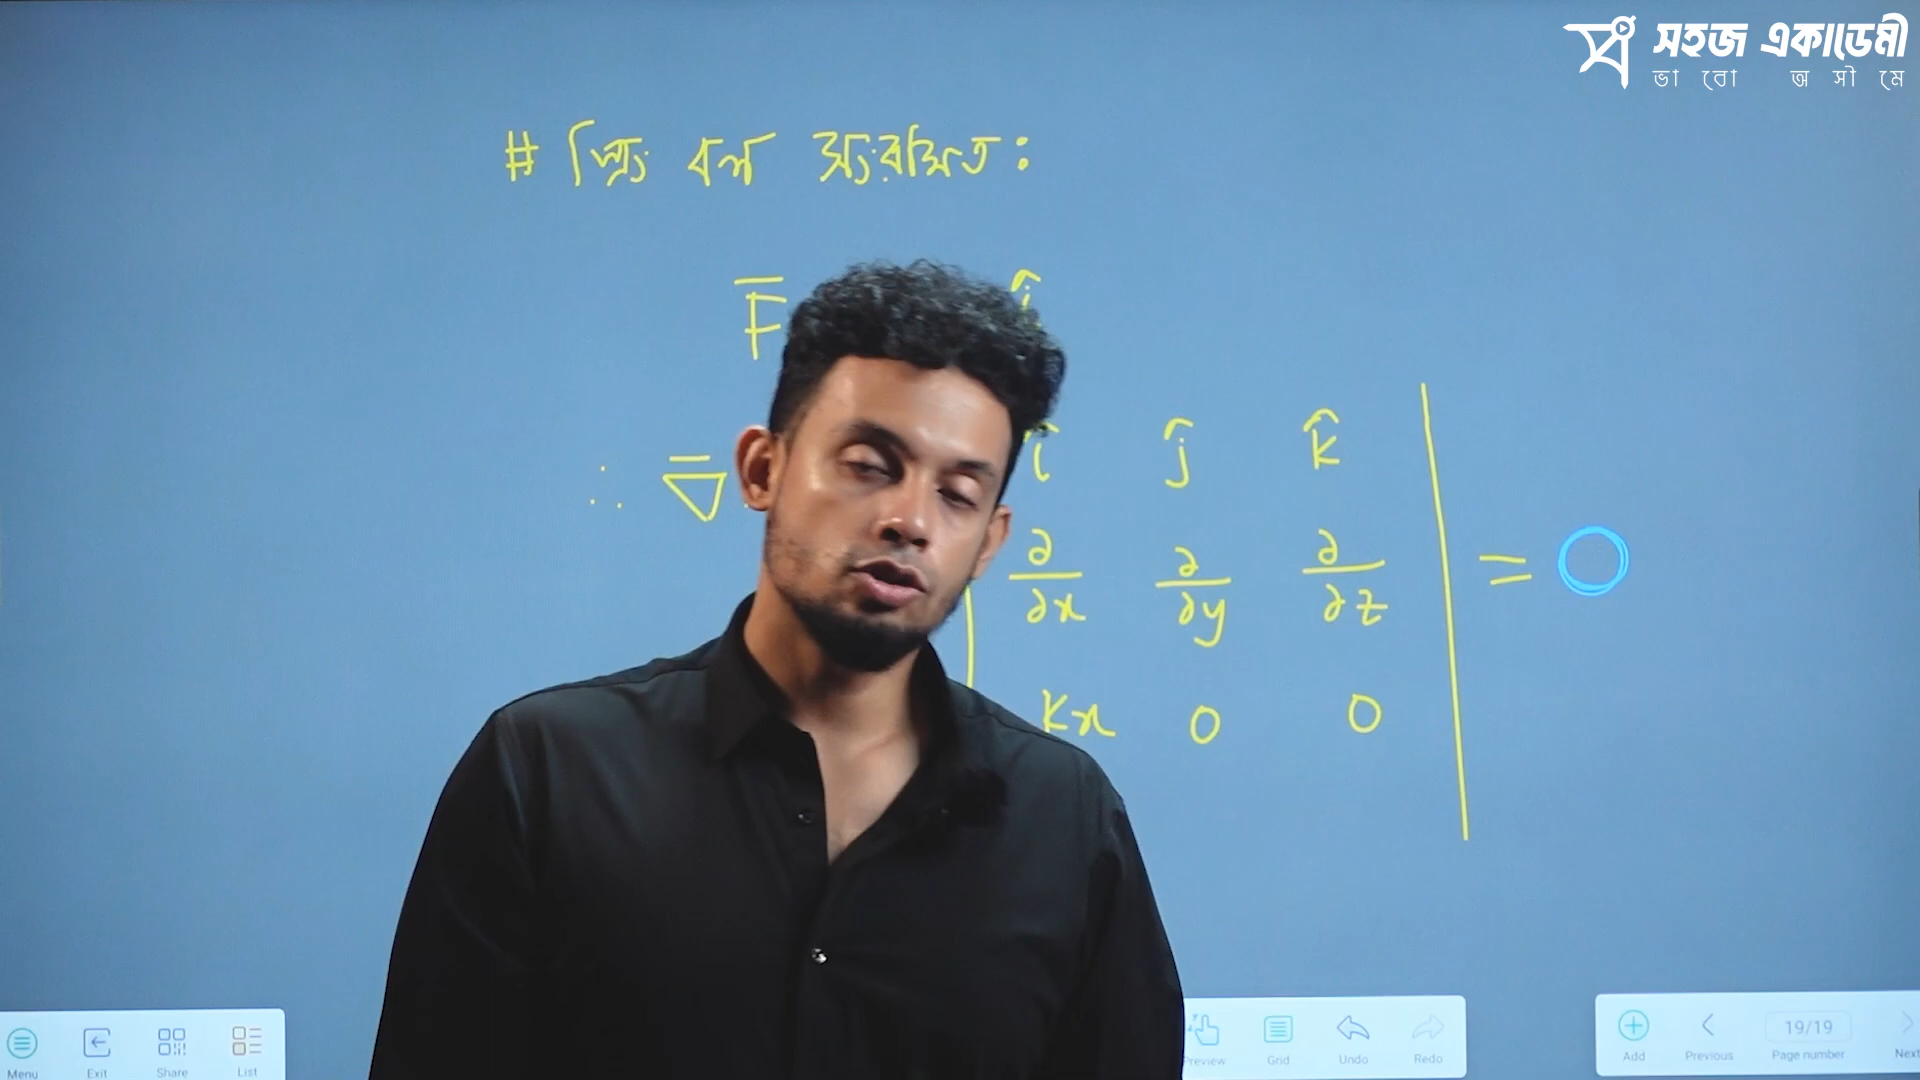 সহজ একাডেমী
ভাবো অসীমে
# স্প্রিং বল সংরক্ষিত:
F î
∴ ∇ î ĵ k̂
∂/∂x ∂/∂y ∂/∂z = 0
kx 0 0
Menu Exit Share List Preview Grid Undo Redo Add Previous 19/19 Page number Next